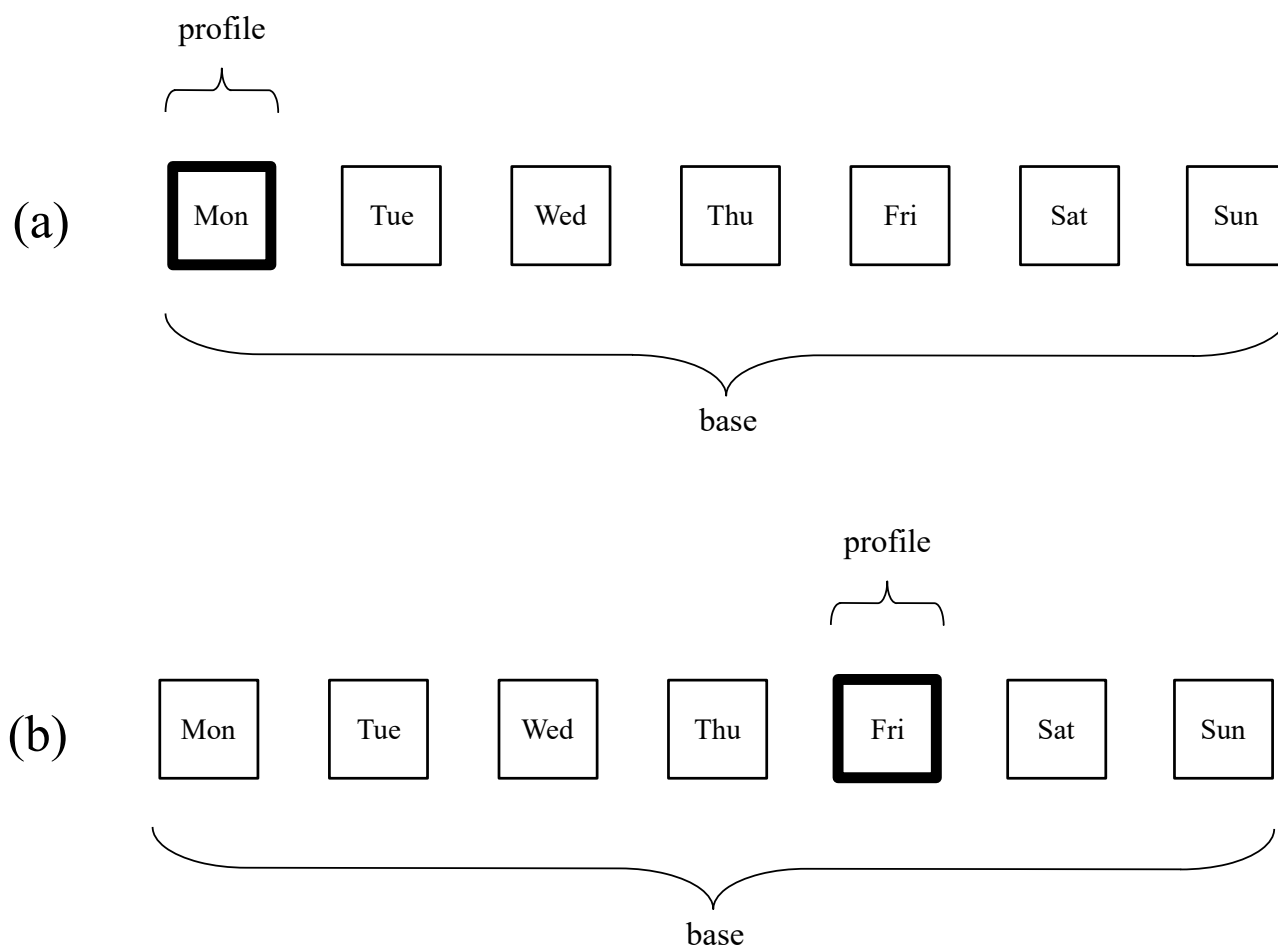 profile
(a) Mon Tue Wed Thu Fri Sat Sun
base
profile
(b) Mon Tue Wed Thu Fri Sat Sun
base